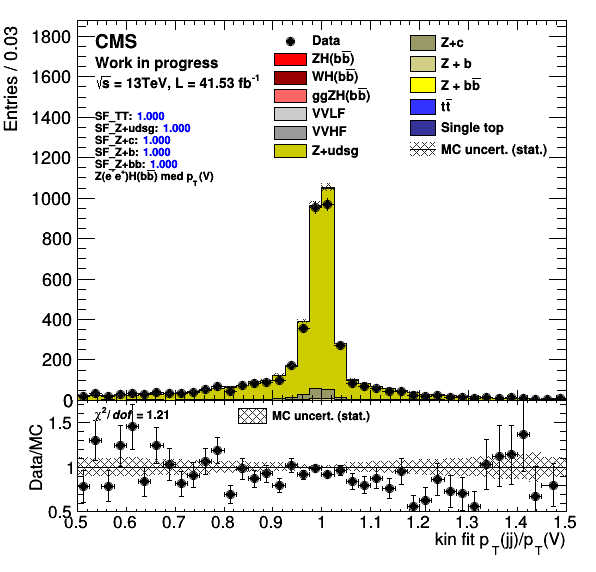 CMS
Work in progress
√s = 13TeV, L = 41.53 fb⁻¹
SF_TT: 1.000
SF_Z+udsg: 1.000
SF_Z+c: 1.000
SF_Z+b: 1.000
SF_Z+bb: 1.000
Z(e⁻e⁺)H(bb̅) med p_T(V)
Data
ZH(bb̅)
WH(bb̅)
ggZH(bb̅)
VVLF
VVHF
Z+udsg
Z+c
Z + b
Z + bb̅
tt̅
Single top
MC uncert. (stat.)
Entries / 0.03
1800
1600
1400
1200
1000
800
600
400
200
0
χ²/dof = 1.21
MC uncert. (stat.)
Data/MC
1.5
1
0.5
0.5 0.6 0.7 0.8 0.9 1 1.1 1.2 1.3 1.4 1.5
kin fit p_T(jj)/p_T(V)